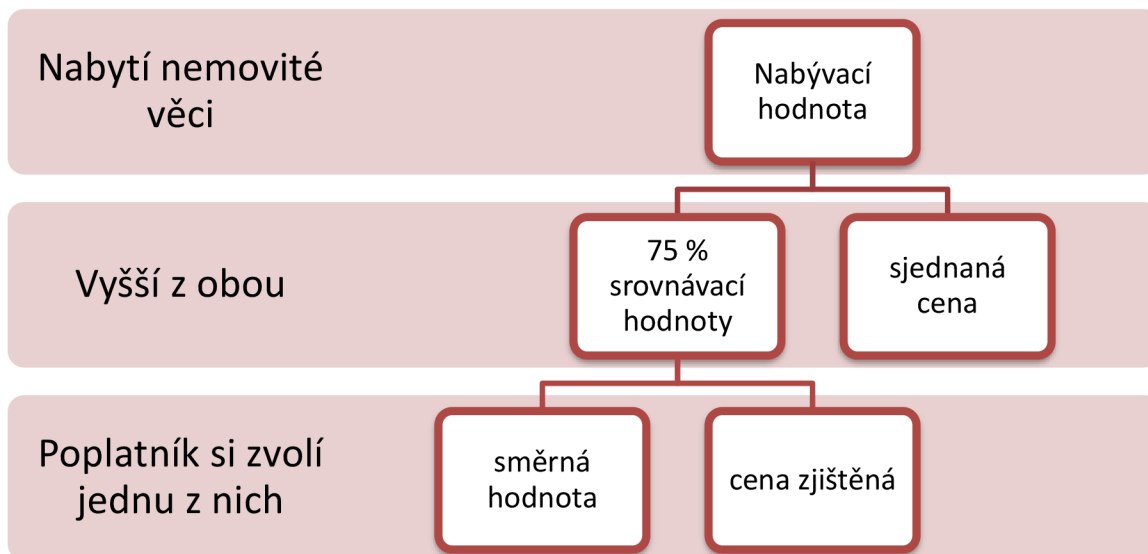 Nabytí nemovité
věci
Nabývací
hodnota
Vyšší z obou
75 %
srovnávací
hodnoty
sjednaná
cena
Poplatník si zvolí
jednu z nich
směrná
hodnota
cena zjištěná